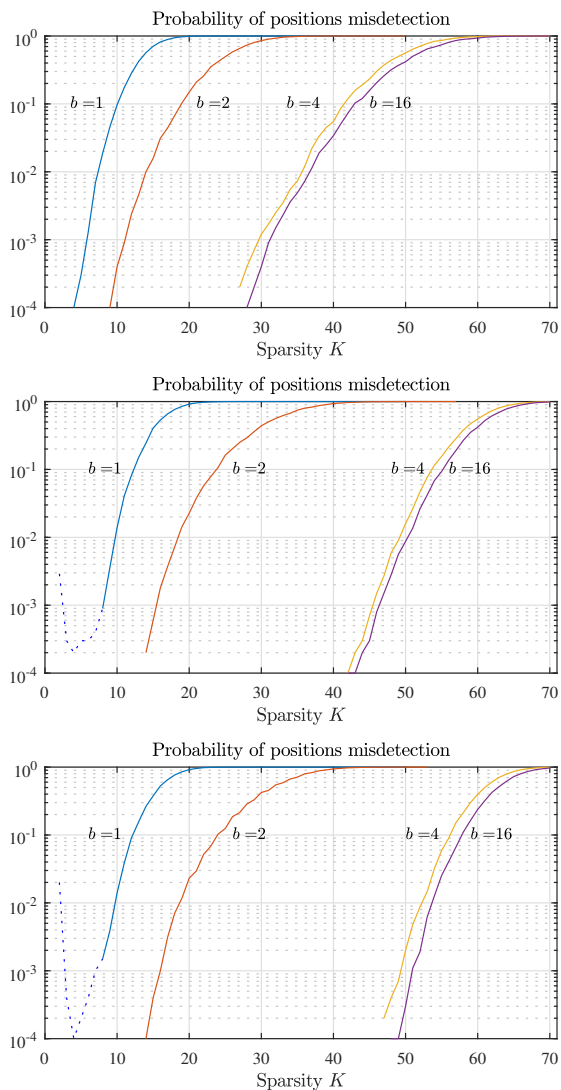 Probability of positions misdetection
10^0
10^-1
10^-2
10^-3
10^-4
b =1
b =2
b =4
b =16
0 10 20 30 40 50 60 70
Sparsity K
Probability of positions misdetection
10^0
10^-1
10^-2
10^-3
10^-4
b =1
b =2
b =4
b =16
0 10 20 30 40 50 60 70
Sparsity K
Probability of positions misdetection
10^0
10^-1
10^-2
10^-3
10^-4
b =1
b =2
b =4
b =16
0 10 20 30 40 50 60 70
Sparsity K